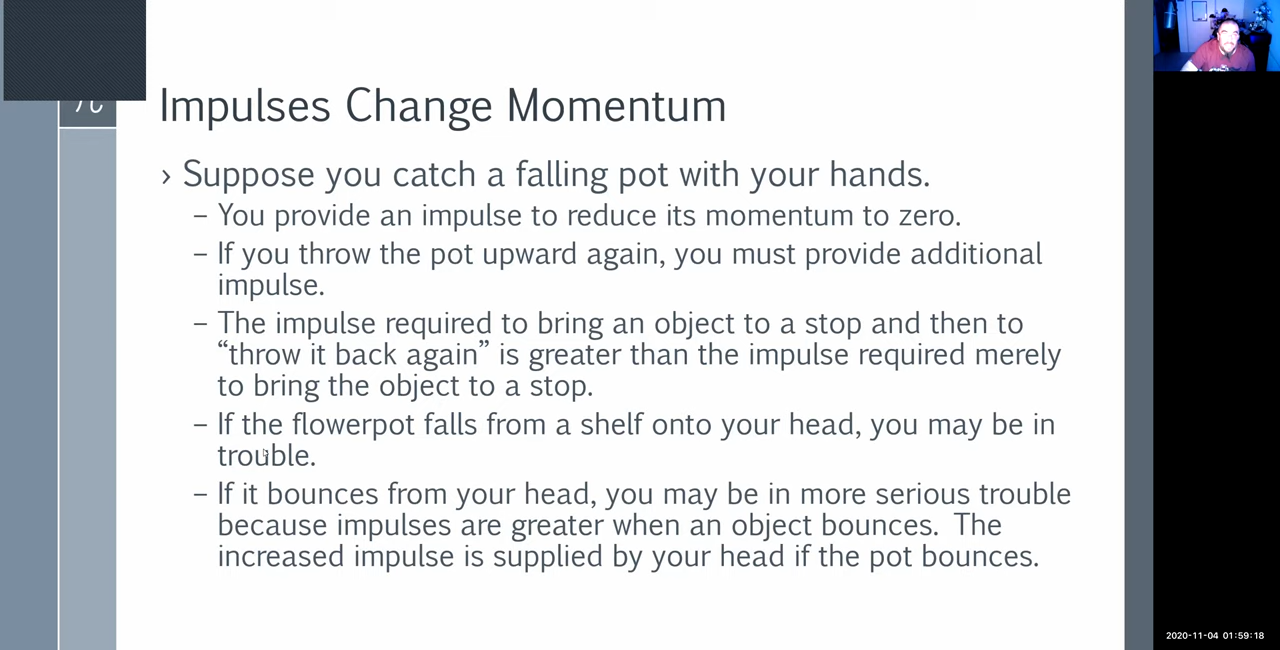 π
Impulses Change Momentum
› Suppose you catch a falling pot with your hands.
– You provide an impulse to reduce its momentum to zero.
– If you throw the pot upward again, you must provide additional
impulse.
– The impulse required to bring an object to a stop and then to
“throw it back again” is greater than the impulse required merely
to bring the object to a stop.
– If the flowerpot falls from a shelf onto your head, you may be in
trouble.
– If it bounces from your head, you may be in more serious trouble
because impulses are greater when an object bounces.  The
increased impulse is supplied by your head if the pot bounces.
2020-11-04 01:59:18